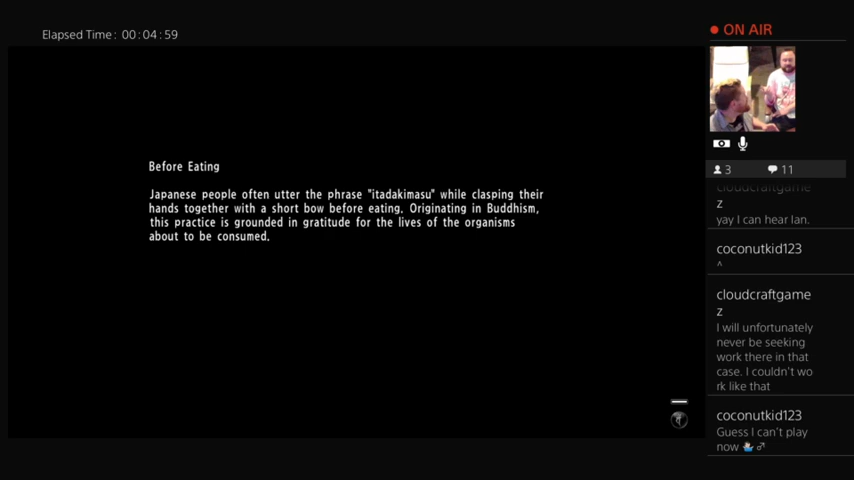 Elapsed Time: 00:04:59
ON AIR
Before Eating
Japanese people often utter the phrase "itadakimasu" while clasping their
hands together with a short bow before eating. Originating in Buddhism,
this practice is grounded in gratitude for the lives of the organisms
about to be consumed.
3
11
cloudcraftgame
z
yay I can hear Ian.
coconutkid123
^
cloudcraftgame
z
I will unfortunately
never be seeking
work there in that
case. I couldn't wo
rk like that
coconutkid123
Guess I can't play
now 🤷♂